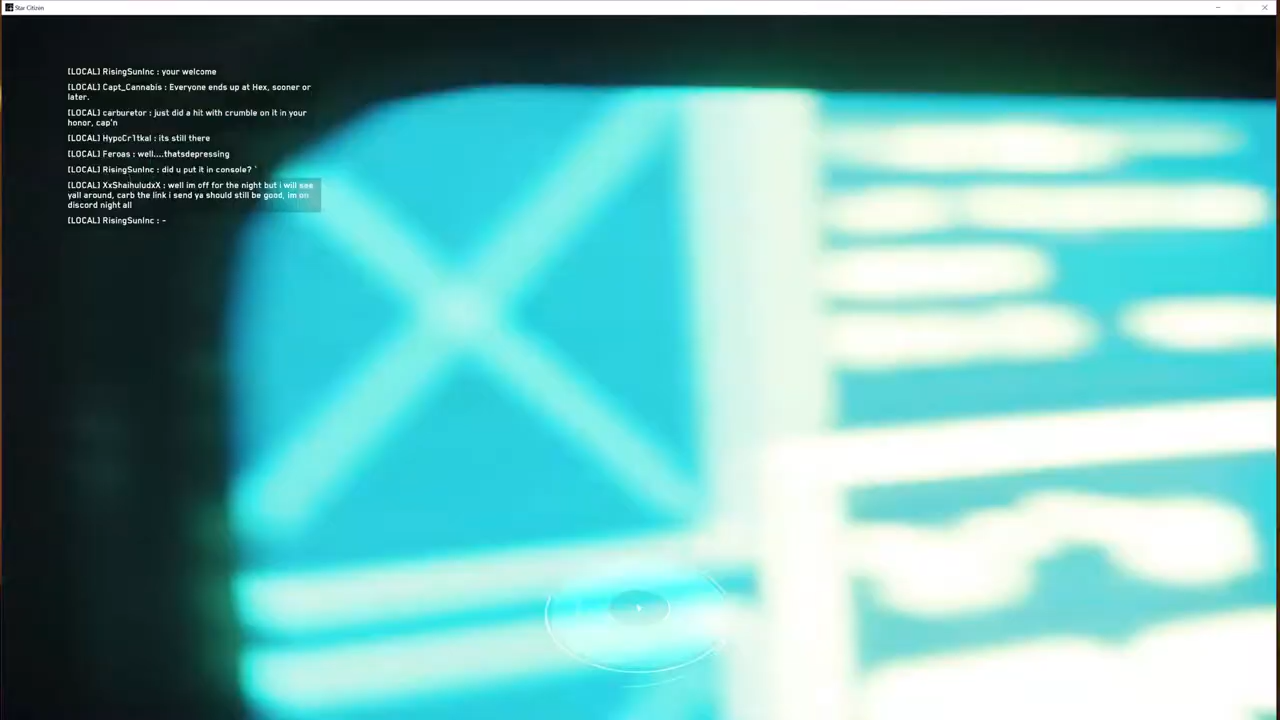 Star Citizen
[LOCAL] RisingSunInc : your welcome
[LOCAL] Capt_Cannabis : Everyone ends up at Hex, sooner or
later.
[LOCAL] carburetor : just did a hit with crumble on it in your
honor, cap'n
[LOCAL] HypoCr1tkal : its still there
[LOCAL] Feroas : well....thatsdepressing
[LOCAL] RisingSunInc : did u put it in console? `
[LOCAL] XxShaihuludxX : well im off for the night but i will see
yall around, carb the link i send ya should still be good, im on
discord night all
[LOCAL] RisingSunInc : -